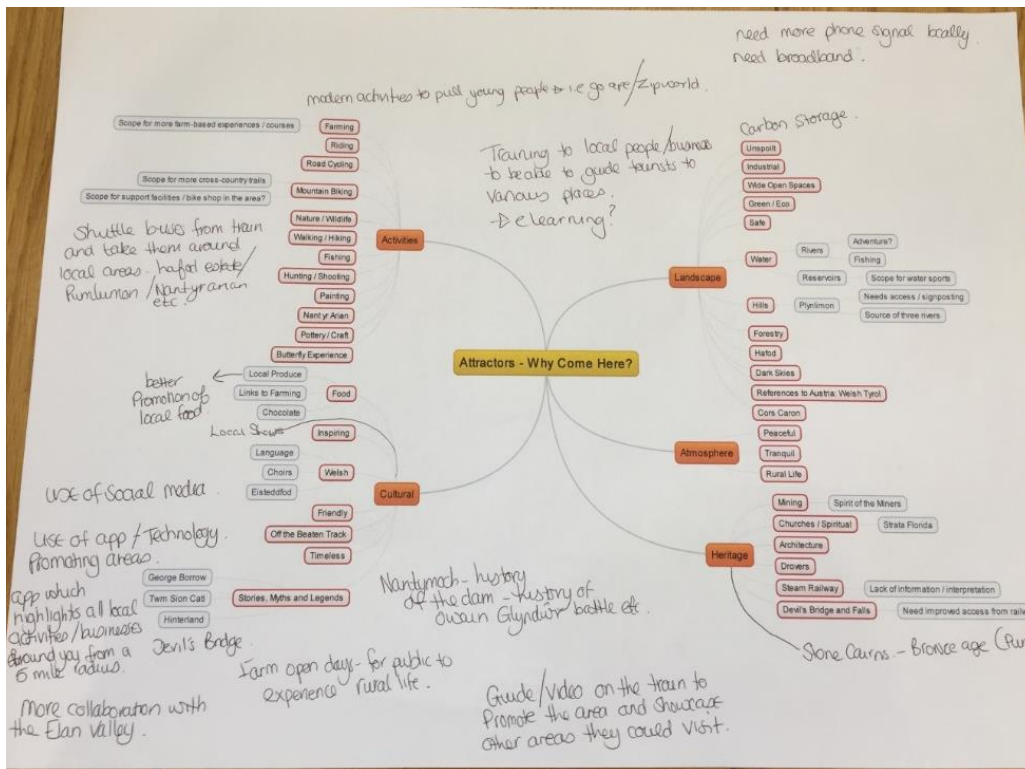 need more phone signal locally.
need broadband.
modern activities to pull young people to i.e go ape/Zipworld.
Carbon Storage.
Training to local people/business
to be able to guide tourists to
various places.
→ elearning?
Attractors - Why Come Here?
Activities
Scope for more farm-based experiences / courses
Farming
Riding
Road Cycling
Scope for more cross-country trails
Mountain Biking
Scope for support facilities / bike shop in the area?
Nature / Wildlife
Walking / Hiking
Fishing
Hunting / Shooting
Painting
Nant yr Arian
Pottery / Craft
Butterfly Experience
Shuttle buses from train
and take them around
local areas. hafod estate/
Pumlumon / Nantyrarian
etc.
Cultural
Local Produce
Links to Farming
Food
Chocolate
better
Promotion of
local food.
Local Shows
Inspiring
Language
Choirs
Welsh
Eisteddfod
Friendly
Off the Beaten Track
Timeless
George Borrow
Twm Sion Cati
Stories, Myths and Legends
Hinterland
Devil's Bridge.
use of social media.
use of app / Technology.
Promoting areas.
app which
highlights all local
activities/businesses
around you from a
5 mile radius.
More collaboration with
the Elan Valley.
Farm open days - for public to
experience rural life.
Nantymoch - history
of the dam - history of
Owain Glyndŵr battle etc.
Guide/video on the train to
Promote the area and showcase
other areas they could visit.
Landscape
Unspoilt
Industrial
Wide Open Spaces
Green / Eco
Safe
Water
Rivers
Adventure?
Fishing
Reservoirs
Scope for water sports
Hills
Plynlimon
Needs access / signposting
Source of three rivers
Forestry
Hafod
Dark Skies
References to Austria: Welsh Tyrol
Cors Caron
Atmosphere
Peaceful
Tranquil
Rural Life
Heritage
Mining
Spirit of the Miners
Churches / Spiritual
Strata Florida
Architecture
Drovers
Steam Railway
Lack of information / interpretation
Devil's Bridge and Falls
Need improved access from railw
Stone Cairns. - Bronze age